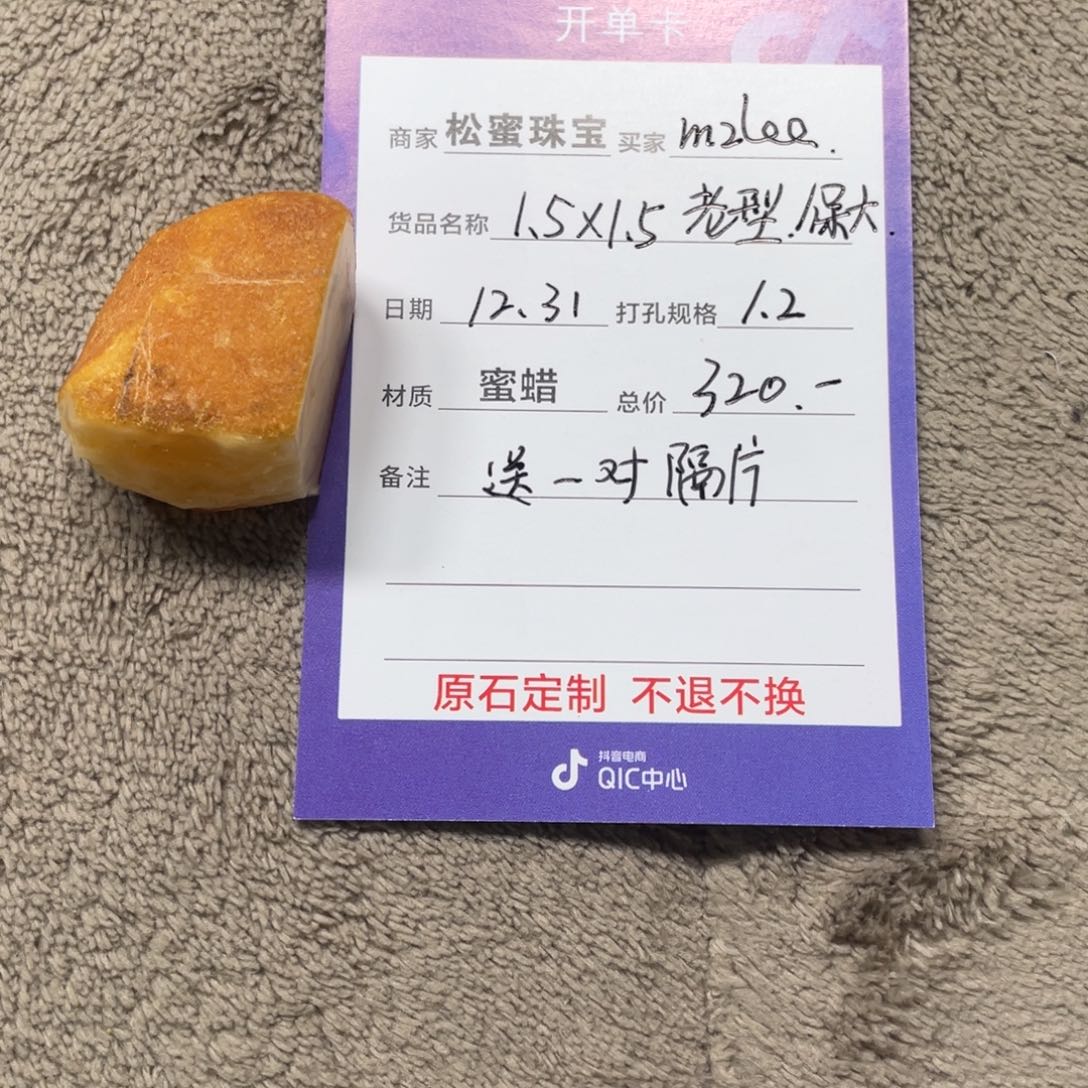 开单卡
商家 松蜜珠宝 买家 mzlee.
货品名称 1.5X1.5 老型.保大.
日期 12.31 打孔规格 1.2
材质 蜜蜡 总价 320.-
备注 送一对隔片
原石定制 不退不换
抖音电商
QIC中心